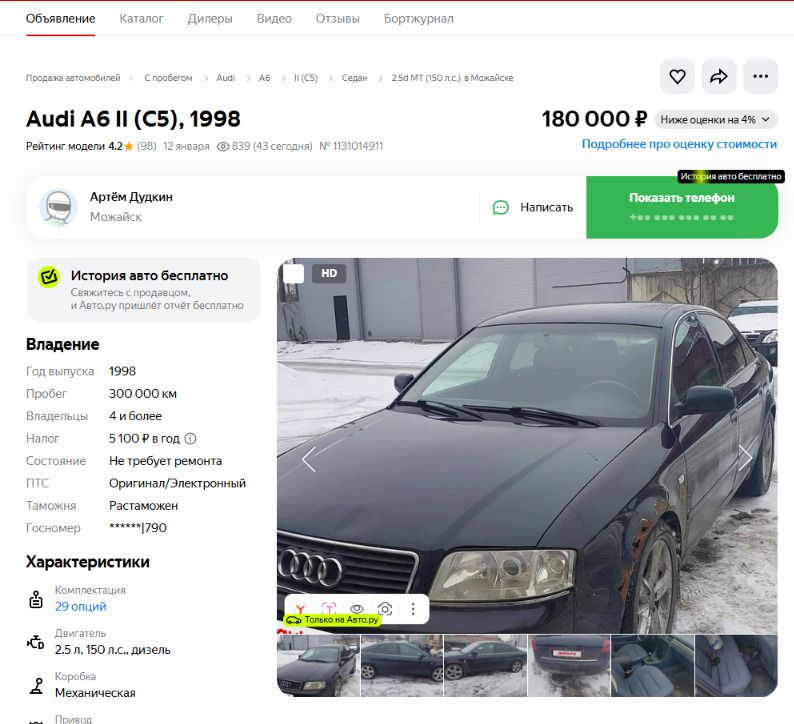 Объявление Каталог Дилеры Видео Отзывы Бортжурнал
Продажа автомобилей > С пробегом > Audi > A6 > II (C5) > Седан > 2.5d MT (150 л.с.) в Можайске
Audi A6 II (C5), 1998
180 000 ₽ Ниже оценки на 4%
Рейтинг модели 4.2 ★ (98) 12 января 839 (43 сегодня) № 1131014911
Подробнее про оценку стоимости
История авто бесплатно
Артём Дудкин
Можайск
Написать
Показать телефон
+•• ••• ••• •• ••
История авто бесплатно
Свяжитесь с продавцом,
и Авто.ру пришлёт отчёт бесплатно
HD
Владение
Год выпуска 1998
Пробег 300 000 км
Владельцы 4 и более
Налог 5 100 ₽ в год
Состояние Не требует ремонта
ПТС Оригинал/Электронный
Таможня Растаможен
Госномер ******|790
Характеристики
Комплектация
29 опций
Двигатель
2.5 л, 150 л.с., дизель
Коробка
Механическая
Привод
Только на Авто.ру